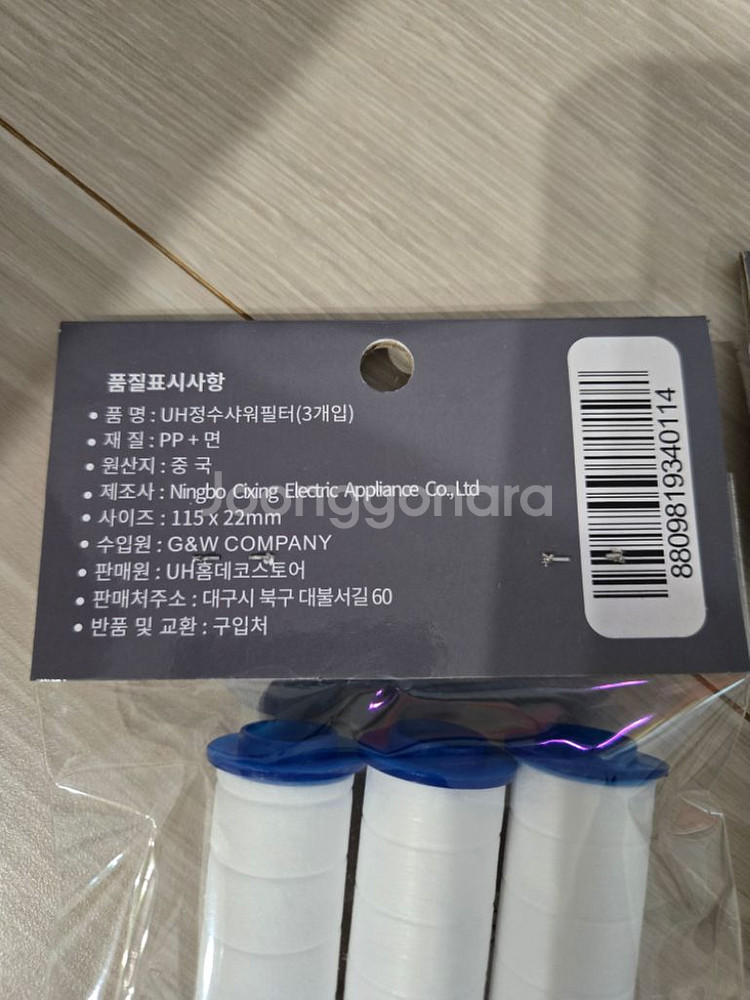 품질표시사항
• 품 명 : UH정수샤워필터(3개입)
• 재 질 : PP + 면
• 원산지 : 중 국
• 제조사 : Ningbo Cixing Electric Appliance Co.,Ltd
• 사이즈 : 115 x 22mm
• 수입원 : G&W COMPANY
• 판매원 : UH홈데코스토어
• 판매처주소 : 대구시 북구 대불서길 60
• 반품 및 교환 : 구입처
8809819340114
Joonggonara